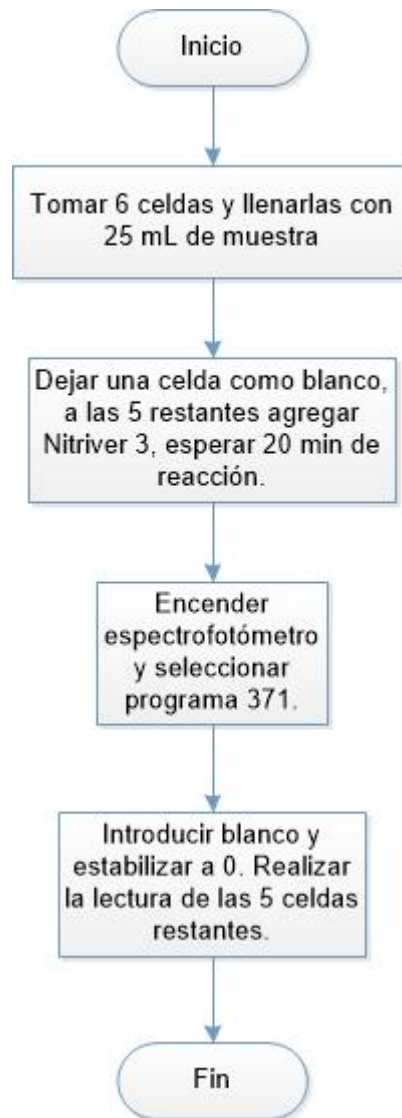 Inicio
Tomar 6 celdas y llenarlas con
25 mL de muestra
Dejar una celda como blanco,
a las 5 restantes agregar
Nitriver 3, esperar 20 min de
reacción.
Encender
espectrofotómetro
y seleccionar
programa 371.
Introducir blanco y
estabilizar a 0. Realizar
la lectura de las 5 celdas
restantes.
Fin